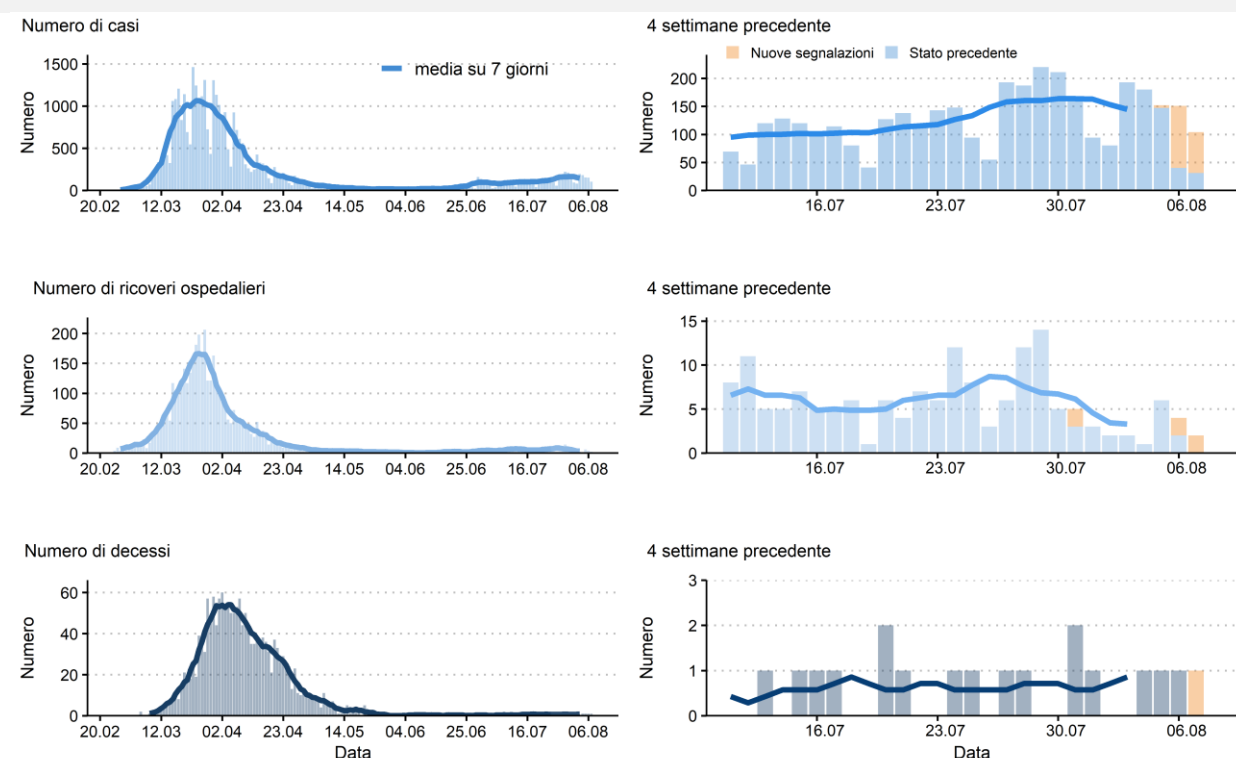 Numero di casi
4 settimane precedente
1500
1000
500
0
Numero
media su 7 giorni
20.02 12.03 02.04 23.04 14.05 04.06 25.06 16.07 06.08
Nuove segnalazioni Stato precedente
200
150
100
50
0
Numero
16.07 23.07 30.07 06.08
Numero di ricoveri ospedalieri
4 settimane precedente
200
150
100
50
0
Numero
20.02 12.03 02.04 23.04 14.05 04.06 25.06 16.07 06.08
15
10
5
0
Numero
16.07 23.07 30.07 06.08
Numero di decessi
4 settimane precedente
60
40
20
0
Numero
20.02 12.03 02.04 23.04 14.05 04.06 25.06 16.07 06.08
Data
3
2
1
0
Numero
16.07 23.07 30.07 06.08
Data